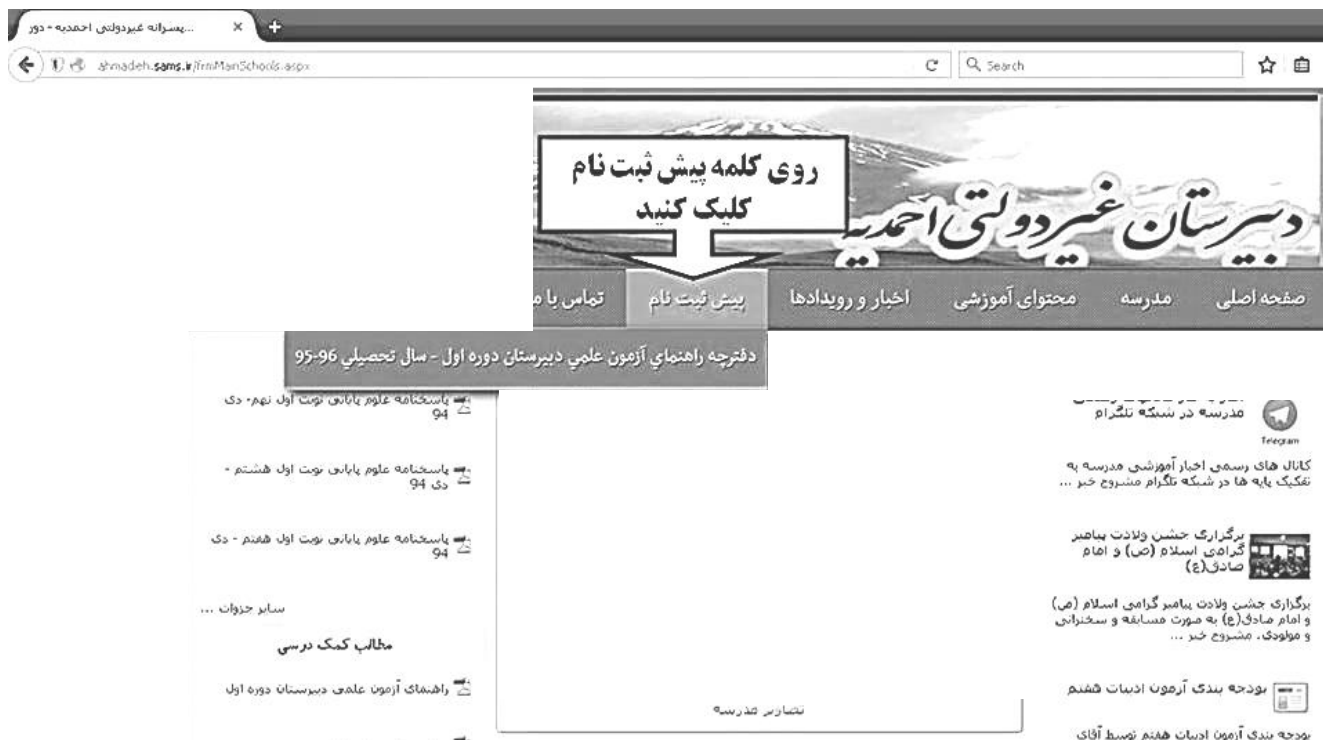 پسرانه غیردولتی احمدیه - دور...
ahmadeh.sams.ir/frmMainSchools.aspx
Search
روی کلمه پیش ثبت نام
کلیک کنید
دبیرستان غیردولتی احمدیه
صفحه اصلی
مدرسه
محتوای آموزشی
اخبار و رویدادها
پیش ثبت نام
تماس با م
دفترچه راهنماي آزمون علمي دبيرستان دوره اول - سال تحصيلي 96-95
مدرسه در شبکه تلگرام
Telegram
کانال های رسمی اخبار آموزشی مدرسه به
تفکیک پایه ها در شبکه تلگرام مشروح خبر ...
برگزاری جشن ولادت پیامبر
گرامی اسلام (ص) و امام
صادق(ع)
برگزاری جشن ولادت پیامبر گرامی اسلام (ص)
و امام صادق(ع) به صورت مسابقه و سخنرانی
و مولودی، مشروح خبر ...
بودجه بندی آزمون ادبیات هفتم
بودجه بندی آزمون ادبیات هفتم توسط آقای
تصاویر مدرسه
پاسخنامه علوم پایانی نوبت اول نهم- دی
94
پاسخنامه علوم پایانی نوبت اول هشتم -
دی 94
پاسخنامه علوم پایانی نوبت اول هفتم - دی
94
سایر جزوات ...
مطالب کمک درسی
راهنمای آزمون علمی دبیرستان دوره اول